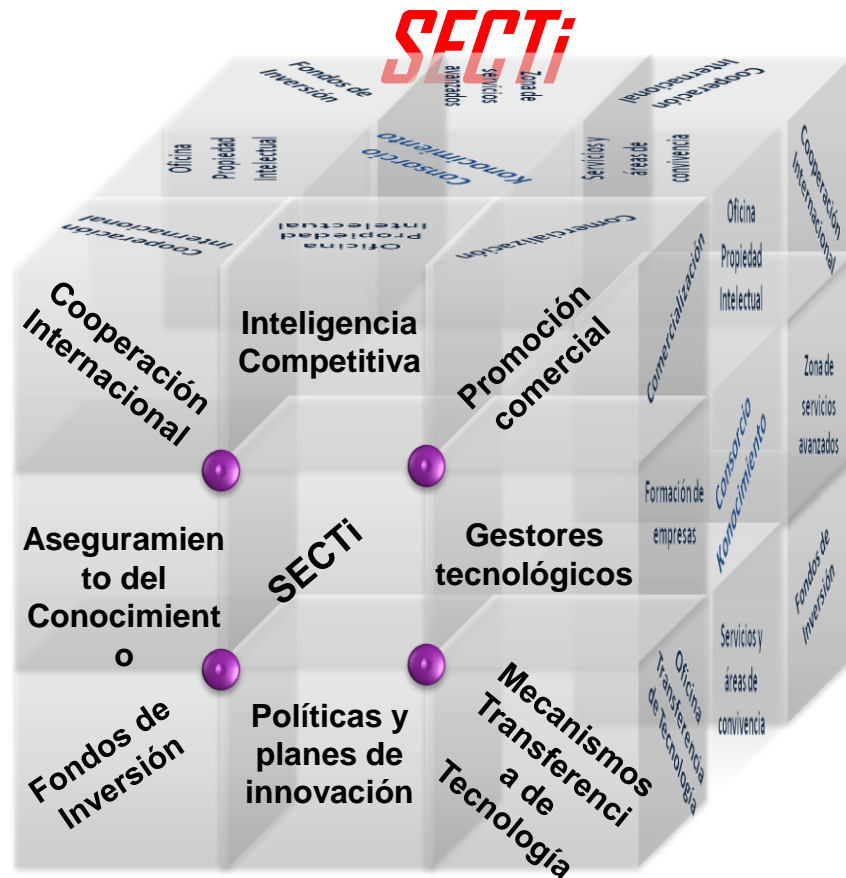 SECTi
Fondos de
Inversión
Zona de
servicios
avanzados
Cooperación
Internacional
Oficina
Propiedad
Intelectual
Consorcio
Konocimiento
Servicios y
áreas de
convivencia
Cooperación
Internacional
Oficina
Propiedad
Intelectual
Comercialización
Cooperación
Internacional
Inteligencia
Competitiva
Promoción
comercial
Aseguramien
to del
Conocimient
o
SECTi
Gestores
tecnológicos
Fondos de
Inversión
Políticas y
planes de
innovación
Mecanismos
Transferenci
a de
Tecnología
Comercialización
Oficina
Propiedad
Intelectual
Cooperación
Internacional
Formación de
empresas
Consorcio
Konocimiento
Zona de
servicios
avanzados
Oficina
Transferencia
de Tecnología
Servicios y
áreas de
convivencia
Fondos de
Inversión